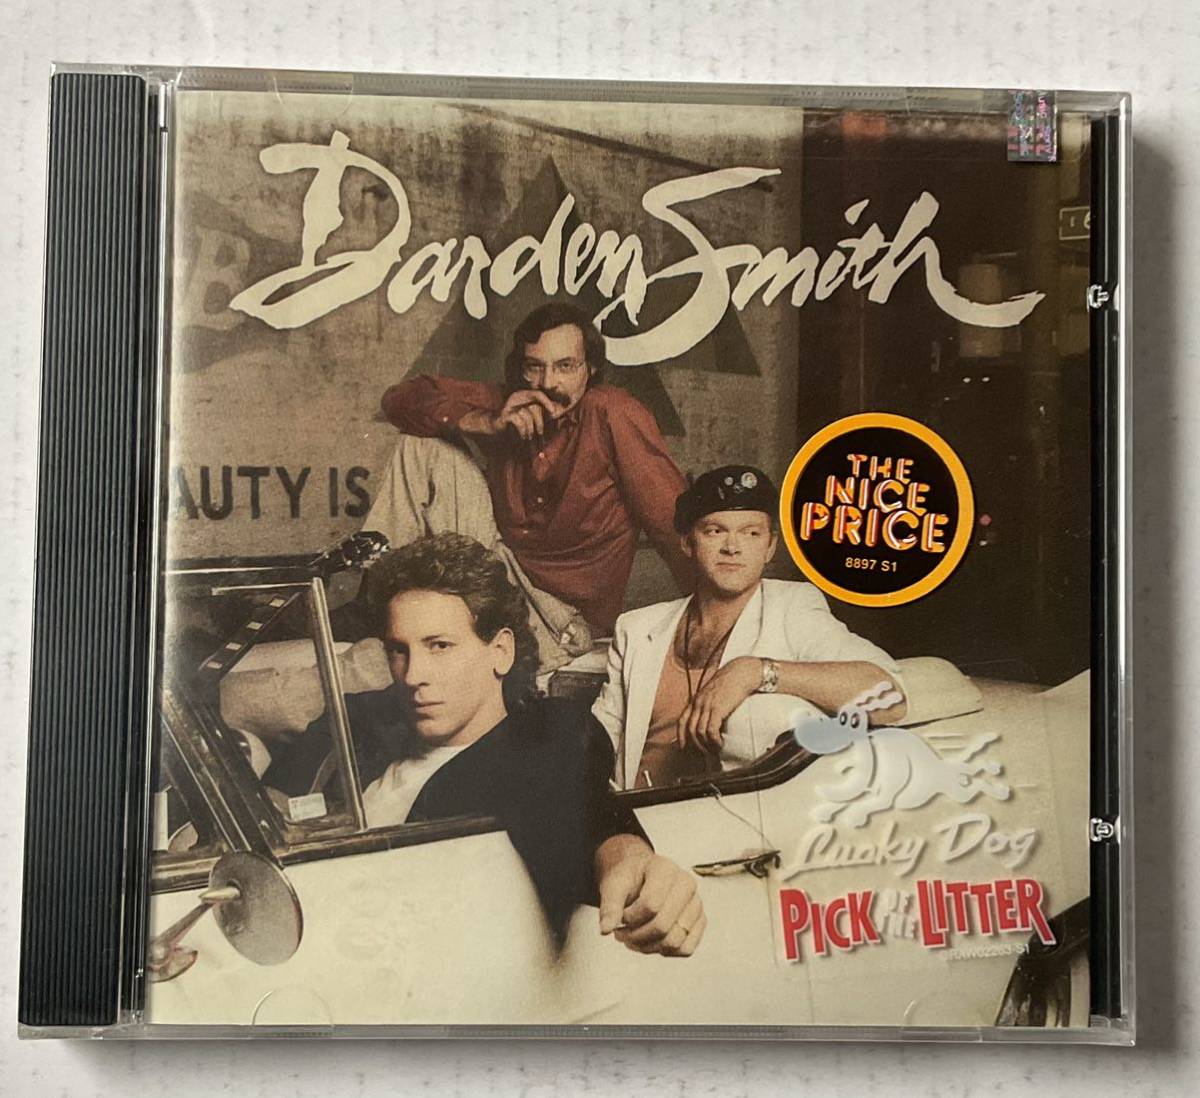 Darden Smith
AUTY IS
THE
NICE
PRICE
8897 S1
Lucky Dog
PICK OF THE LITTER